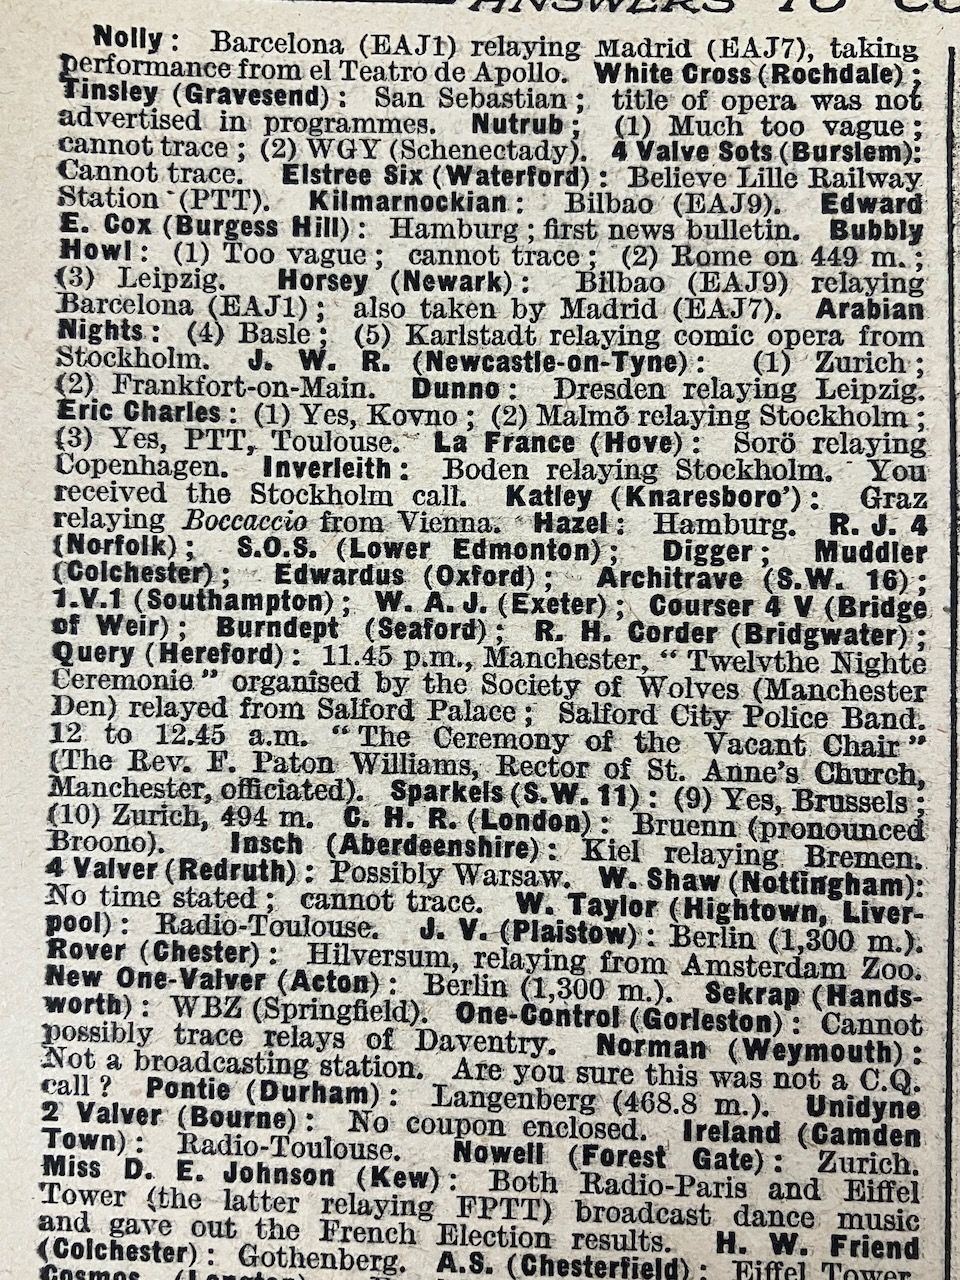 ANSWERS TO CO
Nolly: Barcelona (EAJ1) relaying Madrid (EAJ7), taking
performance from el Teatro de Apollo. White Cross (Rochdale);
Tinsley (Gravesend): San Sebastian; title of opera was not
advertised in programmes. Nutrub; (1) Much too vague;
cannot trace; (2) WGY (Schenectady). 4 Valve Sots (Burslem):
Cannot trace. Elstree Six (Waterford): Believe Lille Railway
Station (PTT). Kilmarnockian: Bilbao (EAJ9). Edward
E. Cox (Burgess Hill): Hamburg; first news bulletin. Bubbly
Howl: (1) Too vague; cannot trace; (2) Rome on 449 m.;
(3) Leipzig. Horsey (Newark): Bilbao (EAJ9) relaying
Barcelona (EAJ1); also taken by Madrid (EAJ7). Arabian
Nights: (4) Basle; (5) Karlstadt relaying comic opera from
Stockholm. J. W. R. (Newcastle-on-Tyne): (1) Zurich;
(2) Frankfort-on-Main. Dunno: Dresden relaying Leipzig.
Eric Charles: (1) Yes, Kovno; (2) Malmö relaying Stockholm;
(3) Yes, PTT, Toulouse. La France (Hove): Sorö relaying
Copenhagen. Inverleith: Boden relaying Stockholm. You
received the Stockholm call. Katley (Knaresboro'): Graz
relaying Boccaccio from Vienna. Hazel: Hamburg. R. J. 4
(Norfolk); S.O.S. (Lower Edmonton); Digger; Muddler
(Colchester); Edwardus (Oxford); Architrave (S.W. 16);
1.V.1 (Southampton); W. A. J. (Exeter); Courser 4 V (Bridge
of Weir); Burndept (Seaford); R. H. Corder (Bridgwater);
Query (Hereford): 11.45 p.m., Manchester, "Twelvthe Nighte
Ceremonie" organised by the Society of Wolves (Manchester
Den) relayed from Salford Palace; Salford City Police Band.
12 to 12.45 a.m. "The Ceremony of the Vacant Chair"
(The Rev. F. Paton Williams, Rector of St. Anne's Church,
Manchester, officiated). Sparkels (S.W. 11): (9) Yes, Brussels;
(10) Zurich, 494 m. C. H. R. (London): Bruenn (pronounced
Broono). Insch (Aberdeenshire): Kiel relaying Bremen.
4 Valver (Redruth): Possibly Warsaw. W. Shaw (Nottingham):
No time stated; cannot trace. W. Taylor (Hightown, Liver-
pool): Radio-Toulouse. J. V. (Plaistow): Berlin (1,300 m.).
Rover (Chester): Hilversum, relaying from Amsterdam Zoo.
New One-Valver (Acton): Berlin (1,300 m.). Sekrap (Hands-
worth): WBZ (Springfield). One-Control (Gorleston): Cannot
possibly trace relays of Daventry. Norman (Weymouth):
Not a broadcasting station. Are you sure this was not a C.Q.
call? Pontie (Durham): Langenberg (468.8 m.). Unidyne
2 Valver (Bourne): No coupon enclosed. Ireland (Camden
Town): Radio-Toulouse. Nowell (Forest Gate): Zurich.
Miss D. E. Johnson (Kew): Both Radio-Paris and Eiffel
Tower (the latter relaying FPTT) broadcast dance music
and gave out the French Election results. H. W. Friend
(Colchester): Gothenberg. A.S. (Chesterfield): Eiffel Tower.
Cosmos